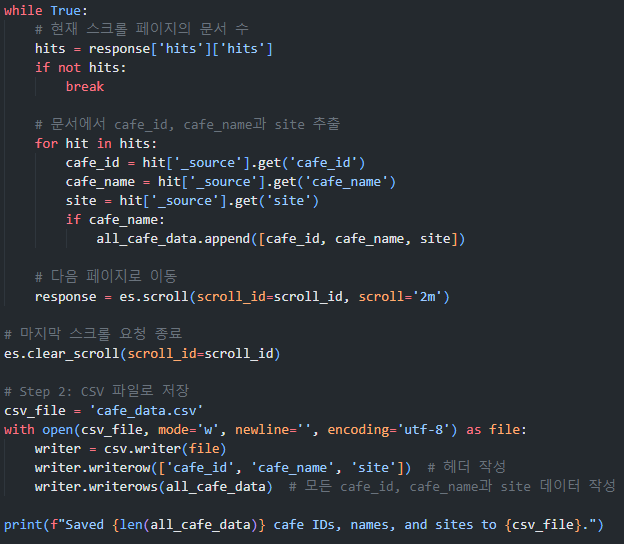 while True:
    # 현재 스크롤 페이지의 문서 수
    hits = response['hits']['hits']
    if not hits:
        break

    # 문서에서 cafe_id, cafe_name과 site 추출
    for hit in hits:
        cafe_id = hit['_source'].get('cafe_id')
        cafe_name = hit['_source'].get('cafe_name')
        site = hit['_source'].get('site')
        if cafe_name:
            all_cafe_data.append([cafe_id, cafe_name, site])

    # 다음 페이지로 이동
    response = es.scroll(scroll_id=scroll_id, scroll='2m')

# 마지막 스크롤 요청 종료
es.clear_scroll(scroll_id=scroll_id)

# Step 2: CSV 파일로 저장
csv_file = 'cafe_data.csv'
with open(csv_file, mode='w', newline='', encoding='utf-8') as file:
    writer = csv.writer(file)
    writer.writerow(['cafe_id', 'cafe_name', 'site'])  # 헤더 작성
    writer.writerows(all_cafe_data)  # 모든 cafe_id, cafe_name과 site 데이터 작성

print(f"Saved {len(all_cafe_data)} cafe IDs, names, and sites to {csv_file}.")